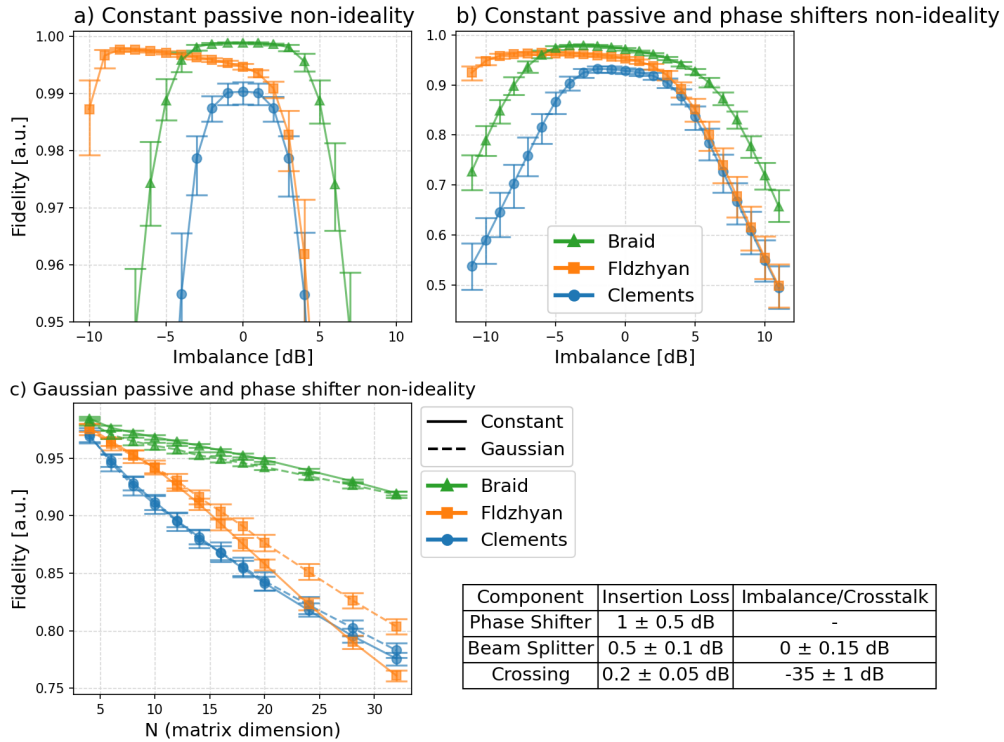 a) Constant passive non-ideality
1.00
0.99
0.98
0.97
0.96
0.95
Fidelity [a.u.]
−10
−5
0
5
10
Imbalance [dB]
b) Constant passive and phase shifters non-ideality
1.0
0.9
0.8
0.7
0.6
0.5
Braid
Fldzhyan
Clements
−10
−5
0
5
10
Imbalance [dB]
c) Gaussian passive and phase shifter non-ideality
0.95
0.90
0.85
0.80
0.75
Fidelity [a.u.]
5
10
15
20
25
30
N (matrix dimension)
Constant
Gaussian
Braid
Fldzhyan
Clements
Component Insertion Loss Imbalance/Crosstalk
Phase Shifter 1 ± 0.5 dB -
Beam Splitter 0.5 ± 0.1 dB 0 ± 0.15 dB
Crossing 0.2 ± 0.05 dB -35 ± 1 dB